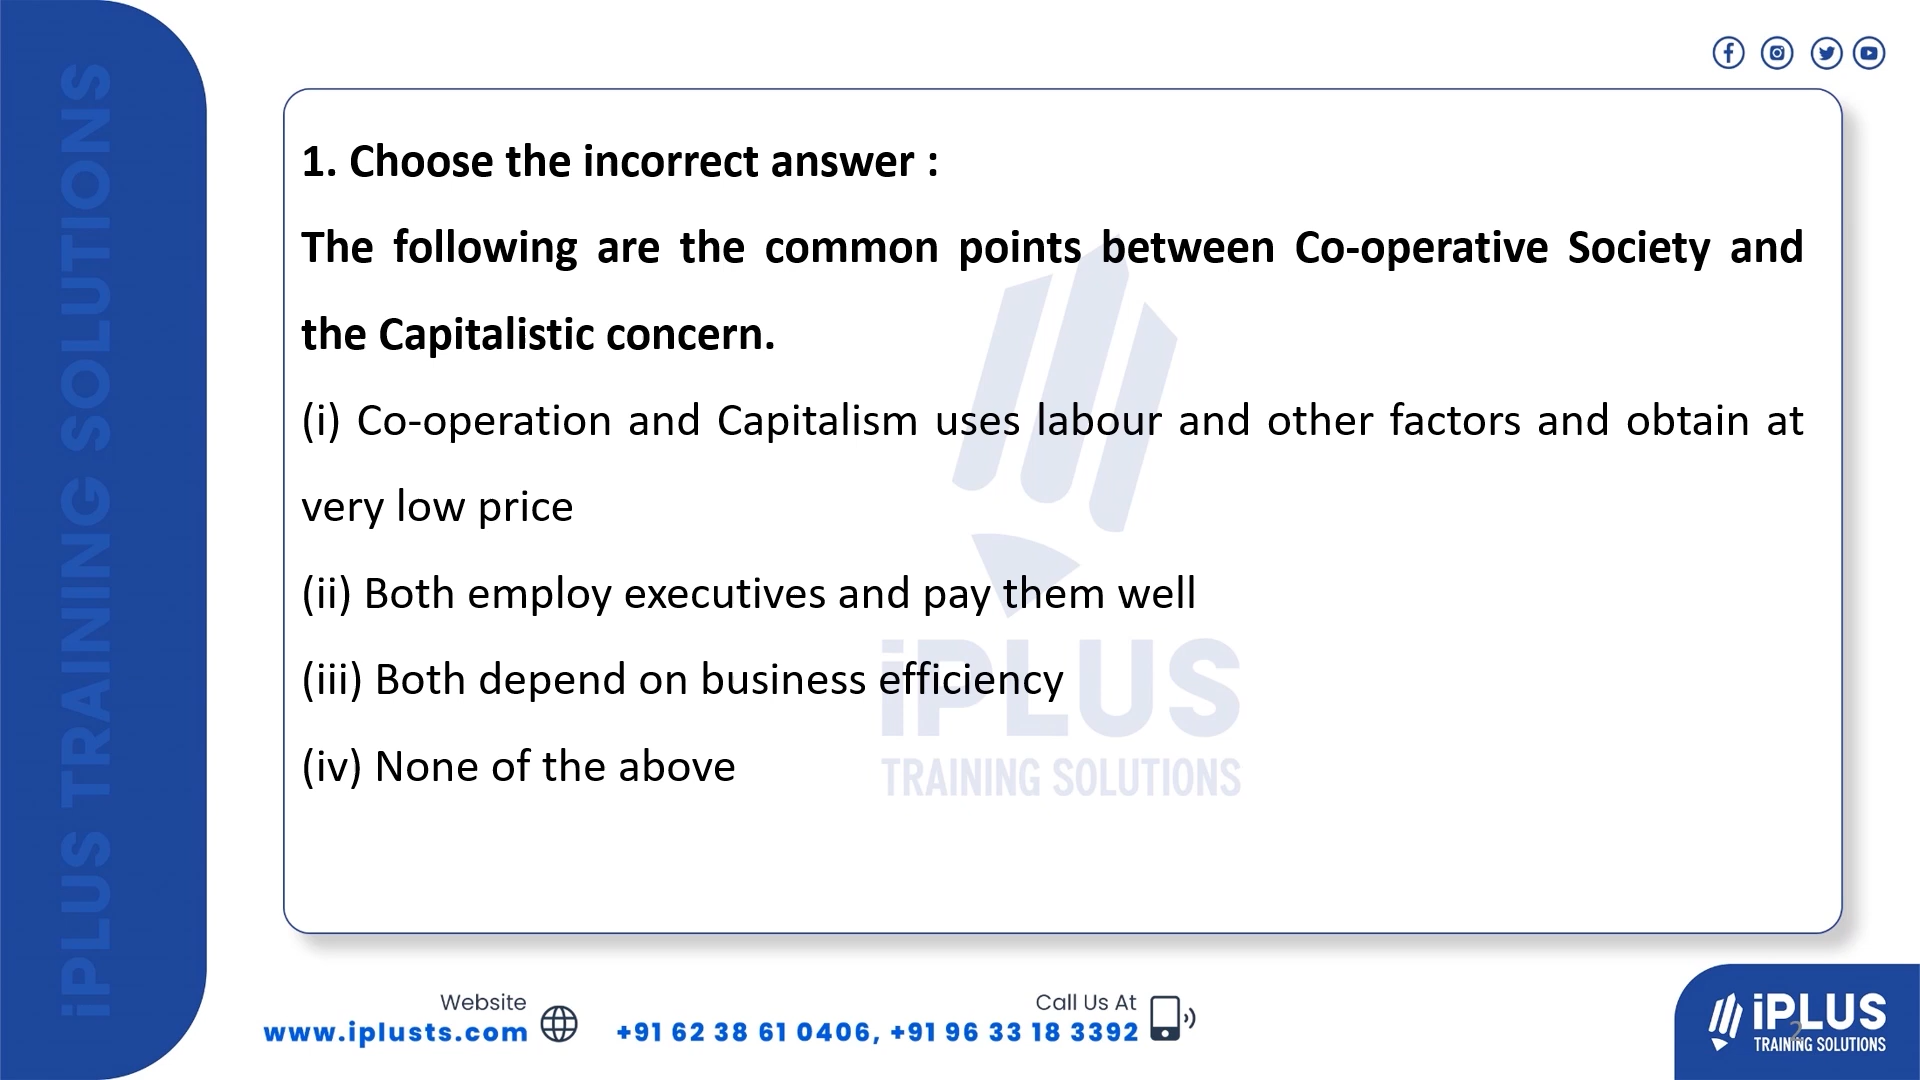 iPLUS TRAINING SOLUTIONS
1. Choose the incorrect answer :
The following are the common points between Co-operative Society and
the Capitalistic concern.
(i) Co-operation and Capitalism uses labour and other factors and obtain at
very low price
(ii) Both employ executives and pay them well
(iii) Both depend on business efficiency
(iv) None of the above
iPLUS
TRAINING SOLUTIONS
Website
www.iplusts.com
Call Us At
+91 62 38 61 0406, +91 96 33 18 3392
iPLUS
2
TRAINING SOLUTIONS